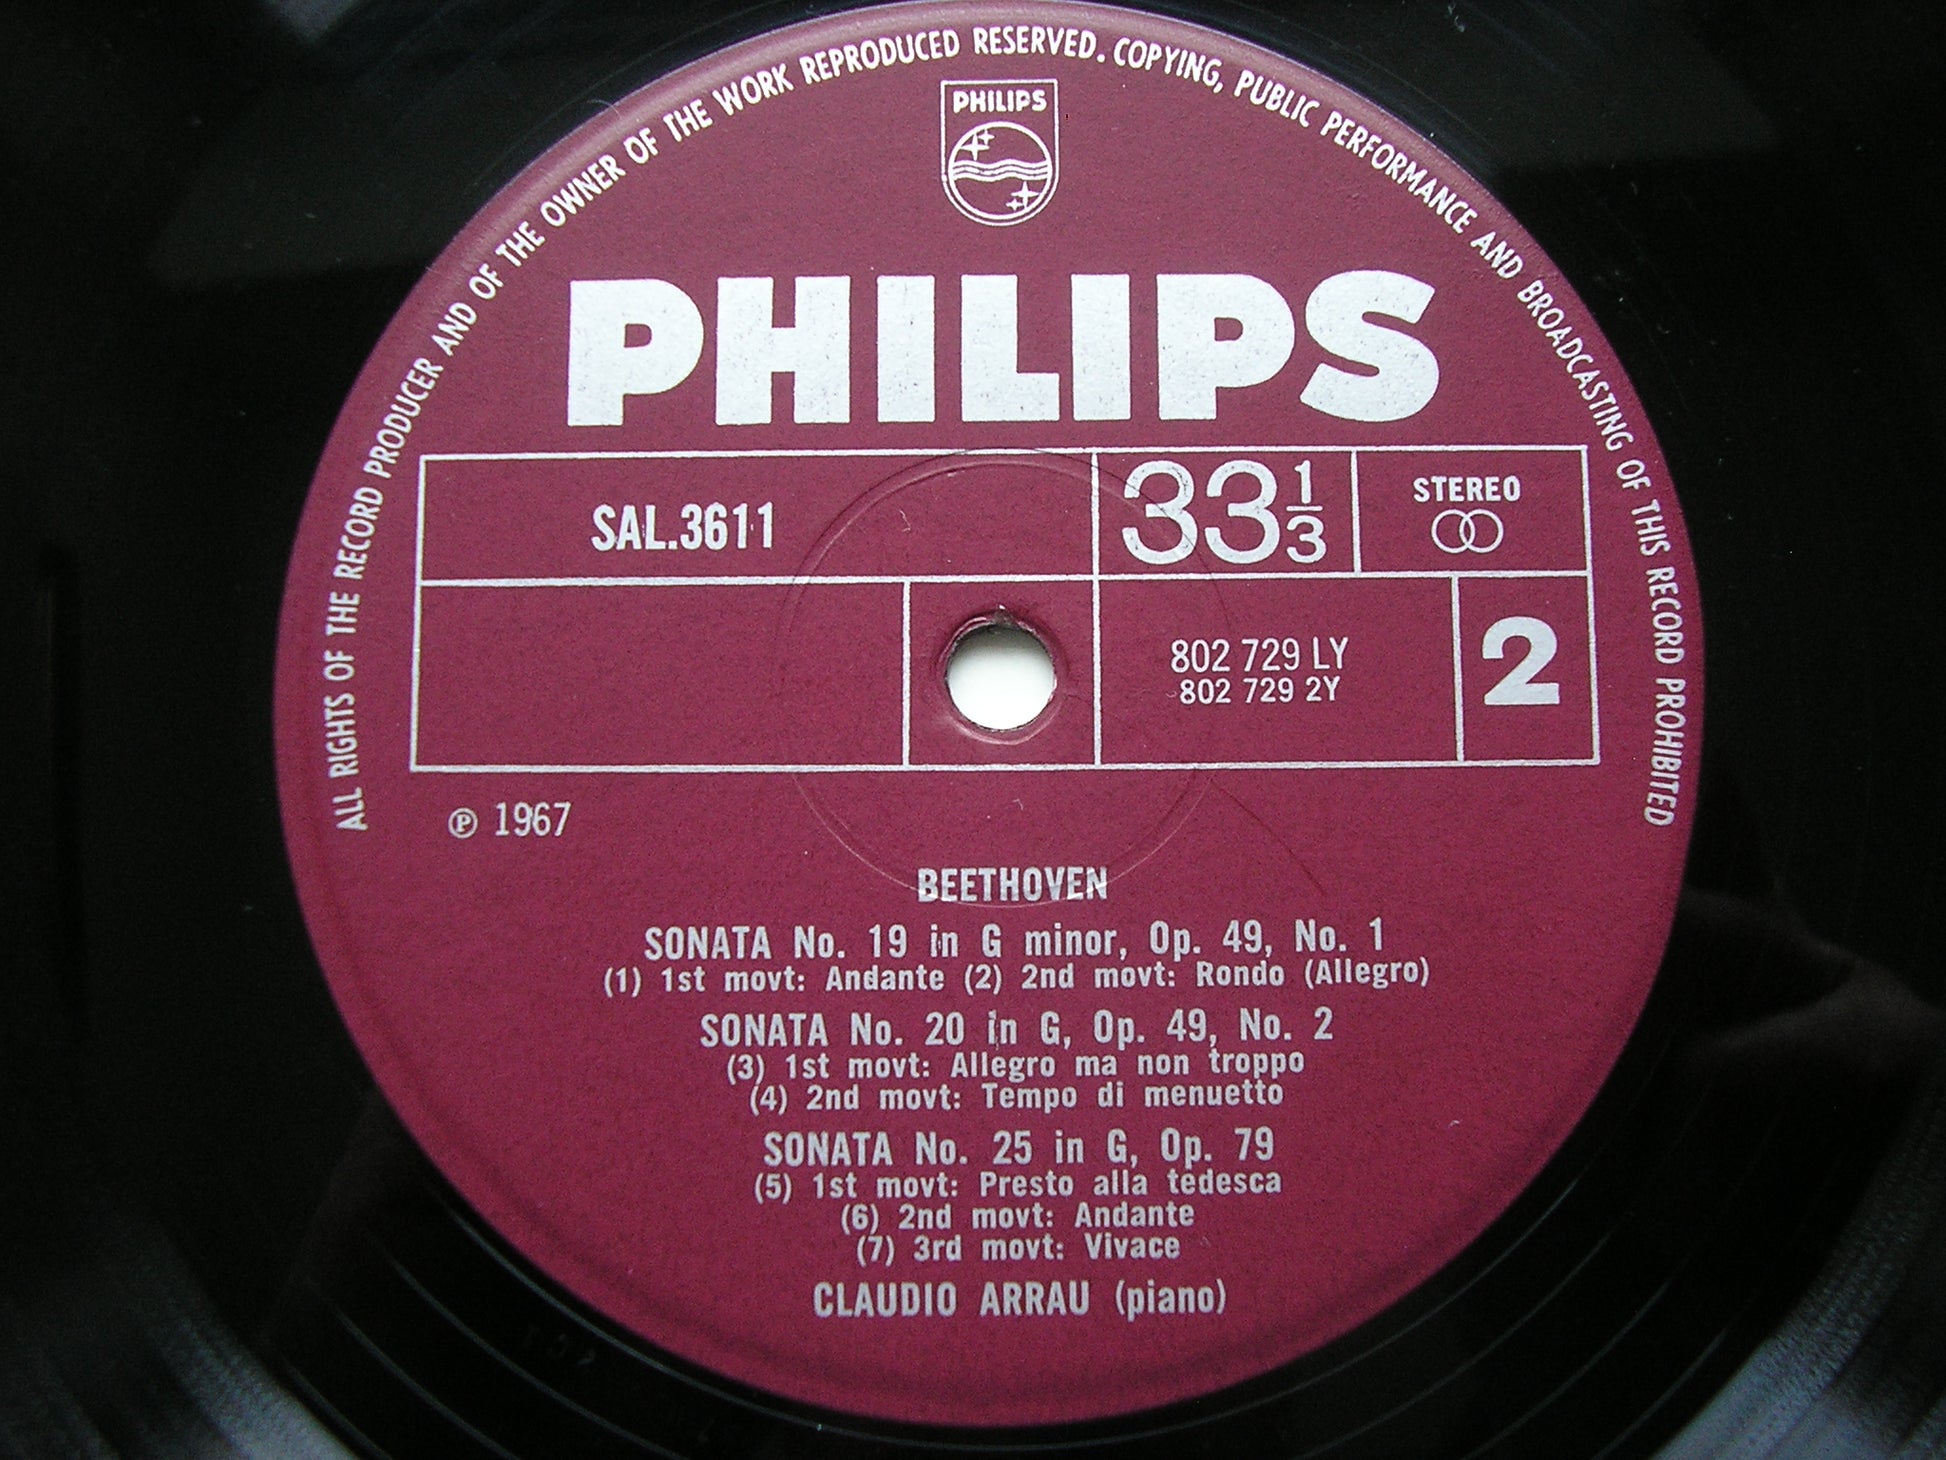 ALL RIGHTS OF THE RECORD PRODUCER AND OF THE OWNER OF THE WORK REPRODUCED RESERVED. COPYING, PUBLIC PERFORMANCE AND BROADCASTING OF THIS RECORD PROHIBITED
PHILIPS
PHILIPS
SAL.3611
33 1/3
STEREO
802 729 LY
802 729 2Y
2
℗ 1967
BEETHOVEN
SONATA No. 19 in G minor, Op. 49, No. 1
(1) 1st movt: Andante (2) 2nd movt: Rondo (Allegro)
SONATA No. 20 in G, Op. 49, No. 2
(3) 1st movt: Allegro ma non troppo
(4) 2nd movt: Tempo di menuetto
SONATA No. 25 in G, Op. 79
(5) 1st movt: Presto alla tedesca
(6) 2nd movt: Andante
(7) 3rd movt: Vivace
CLAUDIO ARRAU (piano)